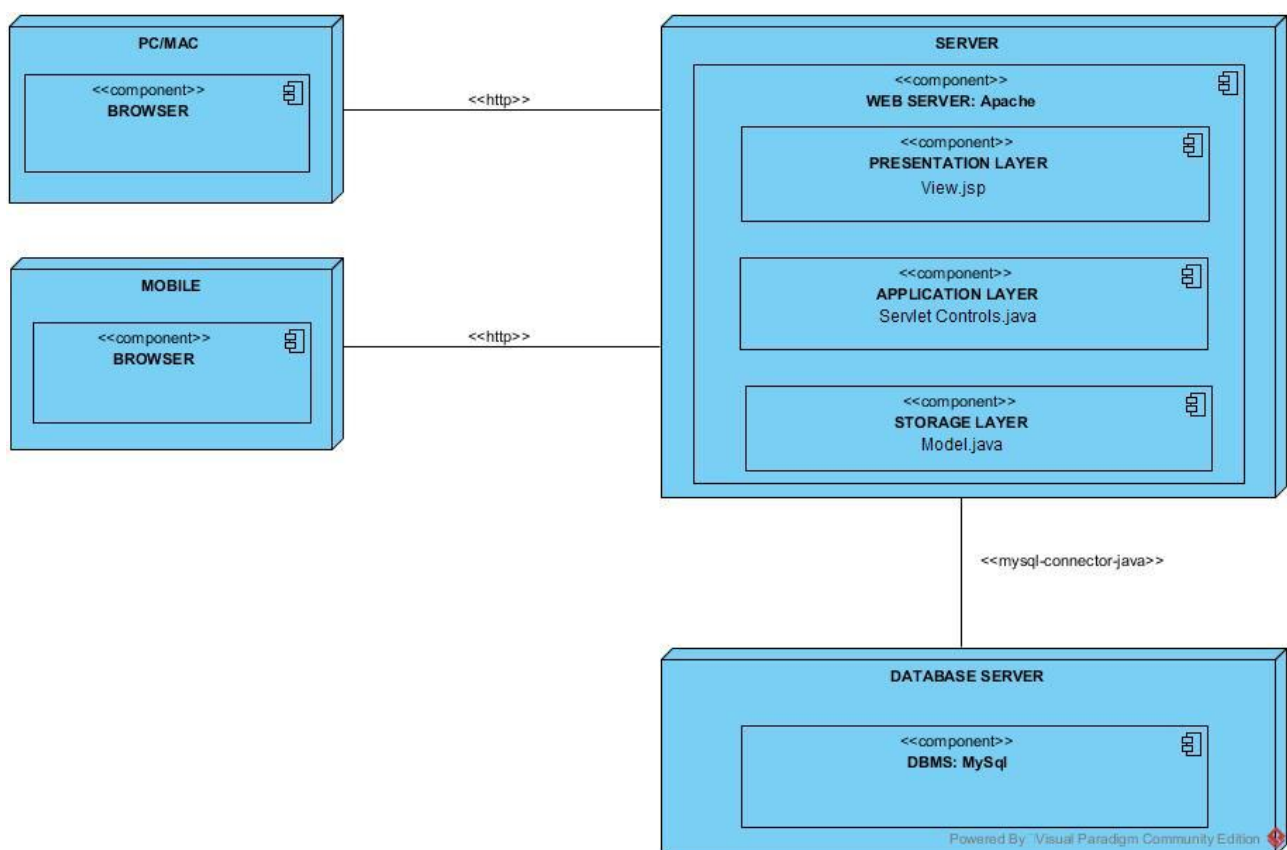 PC/MAC
<<component>>
BROWSER
<<http>>
MOBILE
<<component>>
BROWSER
<<http>>
SERVER
<<component>>
WEB SERVER: Apache
<<component>>
PRESENTATION LAYER
View.jsp
<<component>>
APPLICATION LAYER
Servlet Controls.java
<<component>>
STORAGE LAYER
Model.java
<<mysql-connector-java>>
DATABASE SERVER
<<component>>
DBMS: MySql
Powered By Visual Paradigm Community Edition